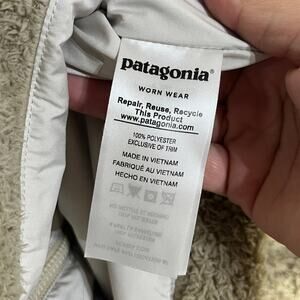 patagonia®
WORN WEAR
Repair, Reuse, Recycle
This Product
www.patagonia.com
100% POLYESTER
EXCLUSIVE OF TRIM
MADE IN VIETNAM
FABRIQUÉ AU VIETNAM
HECHO EN VIETNAM